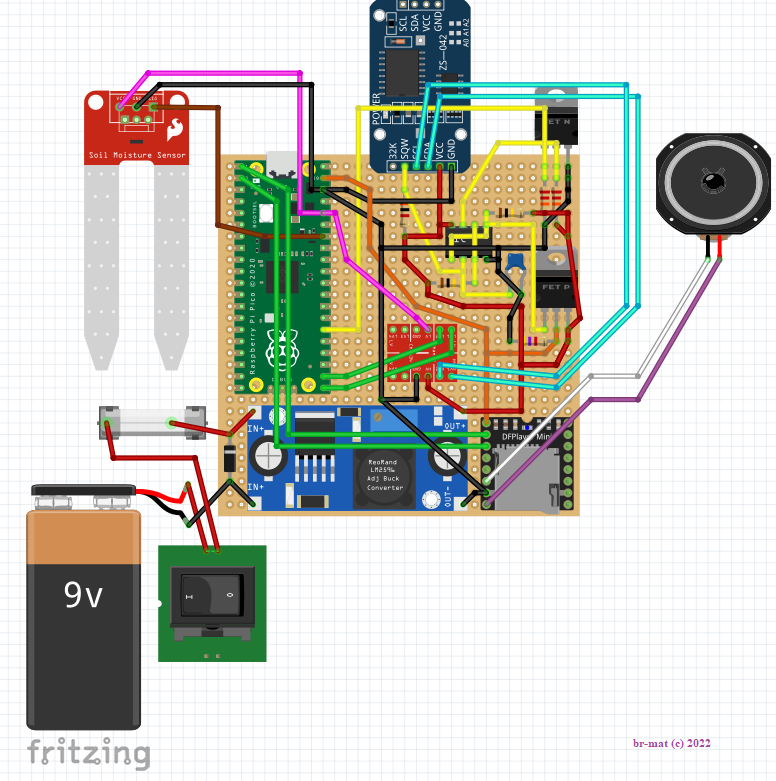 SCL
SDA
VCC
GND
A0 A1 A2
ZS-042
POWER
32K
SQW
SCL
SDA
VCC
GND
Soil Moisture Sensor
FET N
FET P
BOOTSEL
Raspberry Pi Pico ©2020
IN+
OUT+
ReoRand
LM2596
Adj Buck
Converter
IN+
OUT-
DFPlayer Mini
9v
I
O
fritzing
br-mat (c) 2022